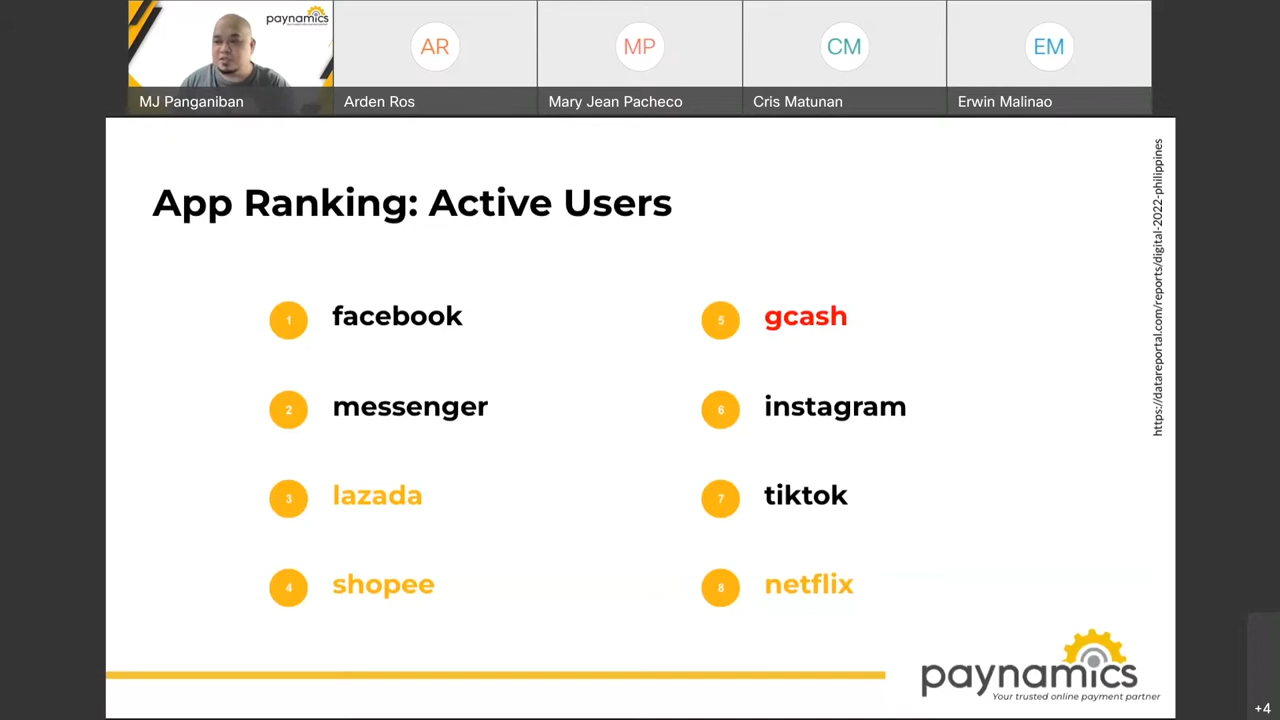 paynamics
AR
MP
CM
EM
MJ Panganiban
Arden Ros
Mary Jean Pacheco
Cris Matunan
Erwin Malinao
App Ranking: Active Users
1 facebook
2 messenger
3 lazada
4 shopee
5 gcash
6 instagram
7 tiktok
8 netflix
https://datareportal.com/reports/digital-2022-philippines
paynamics
Your trusted online payment partner
+4